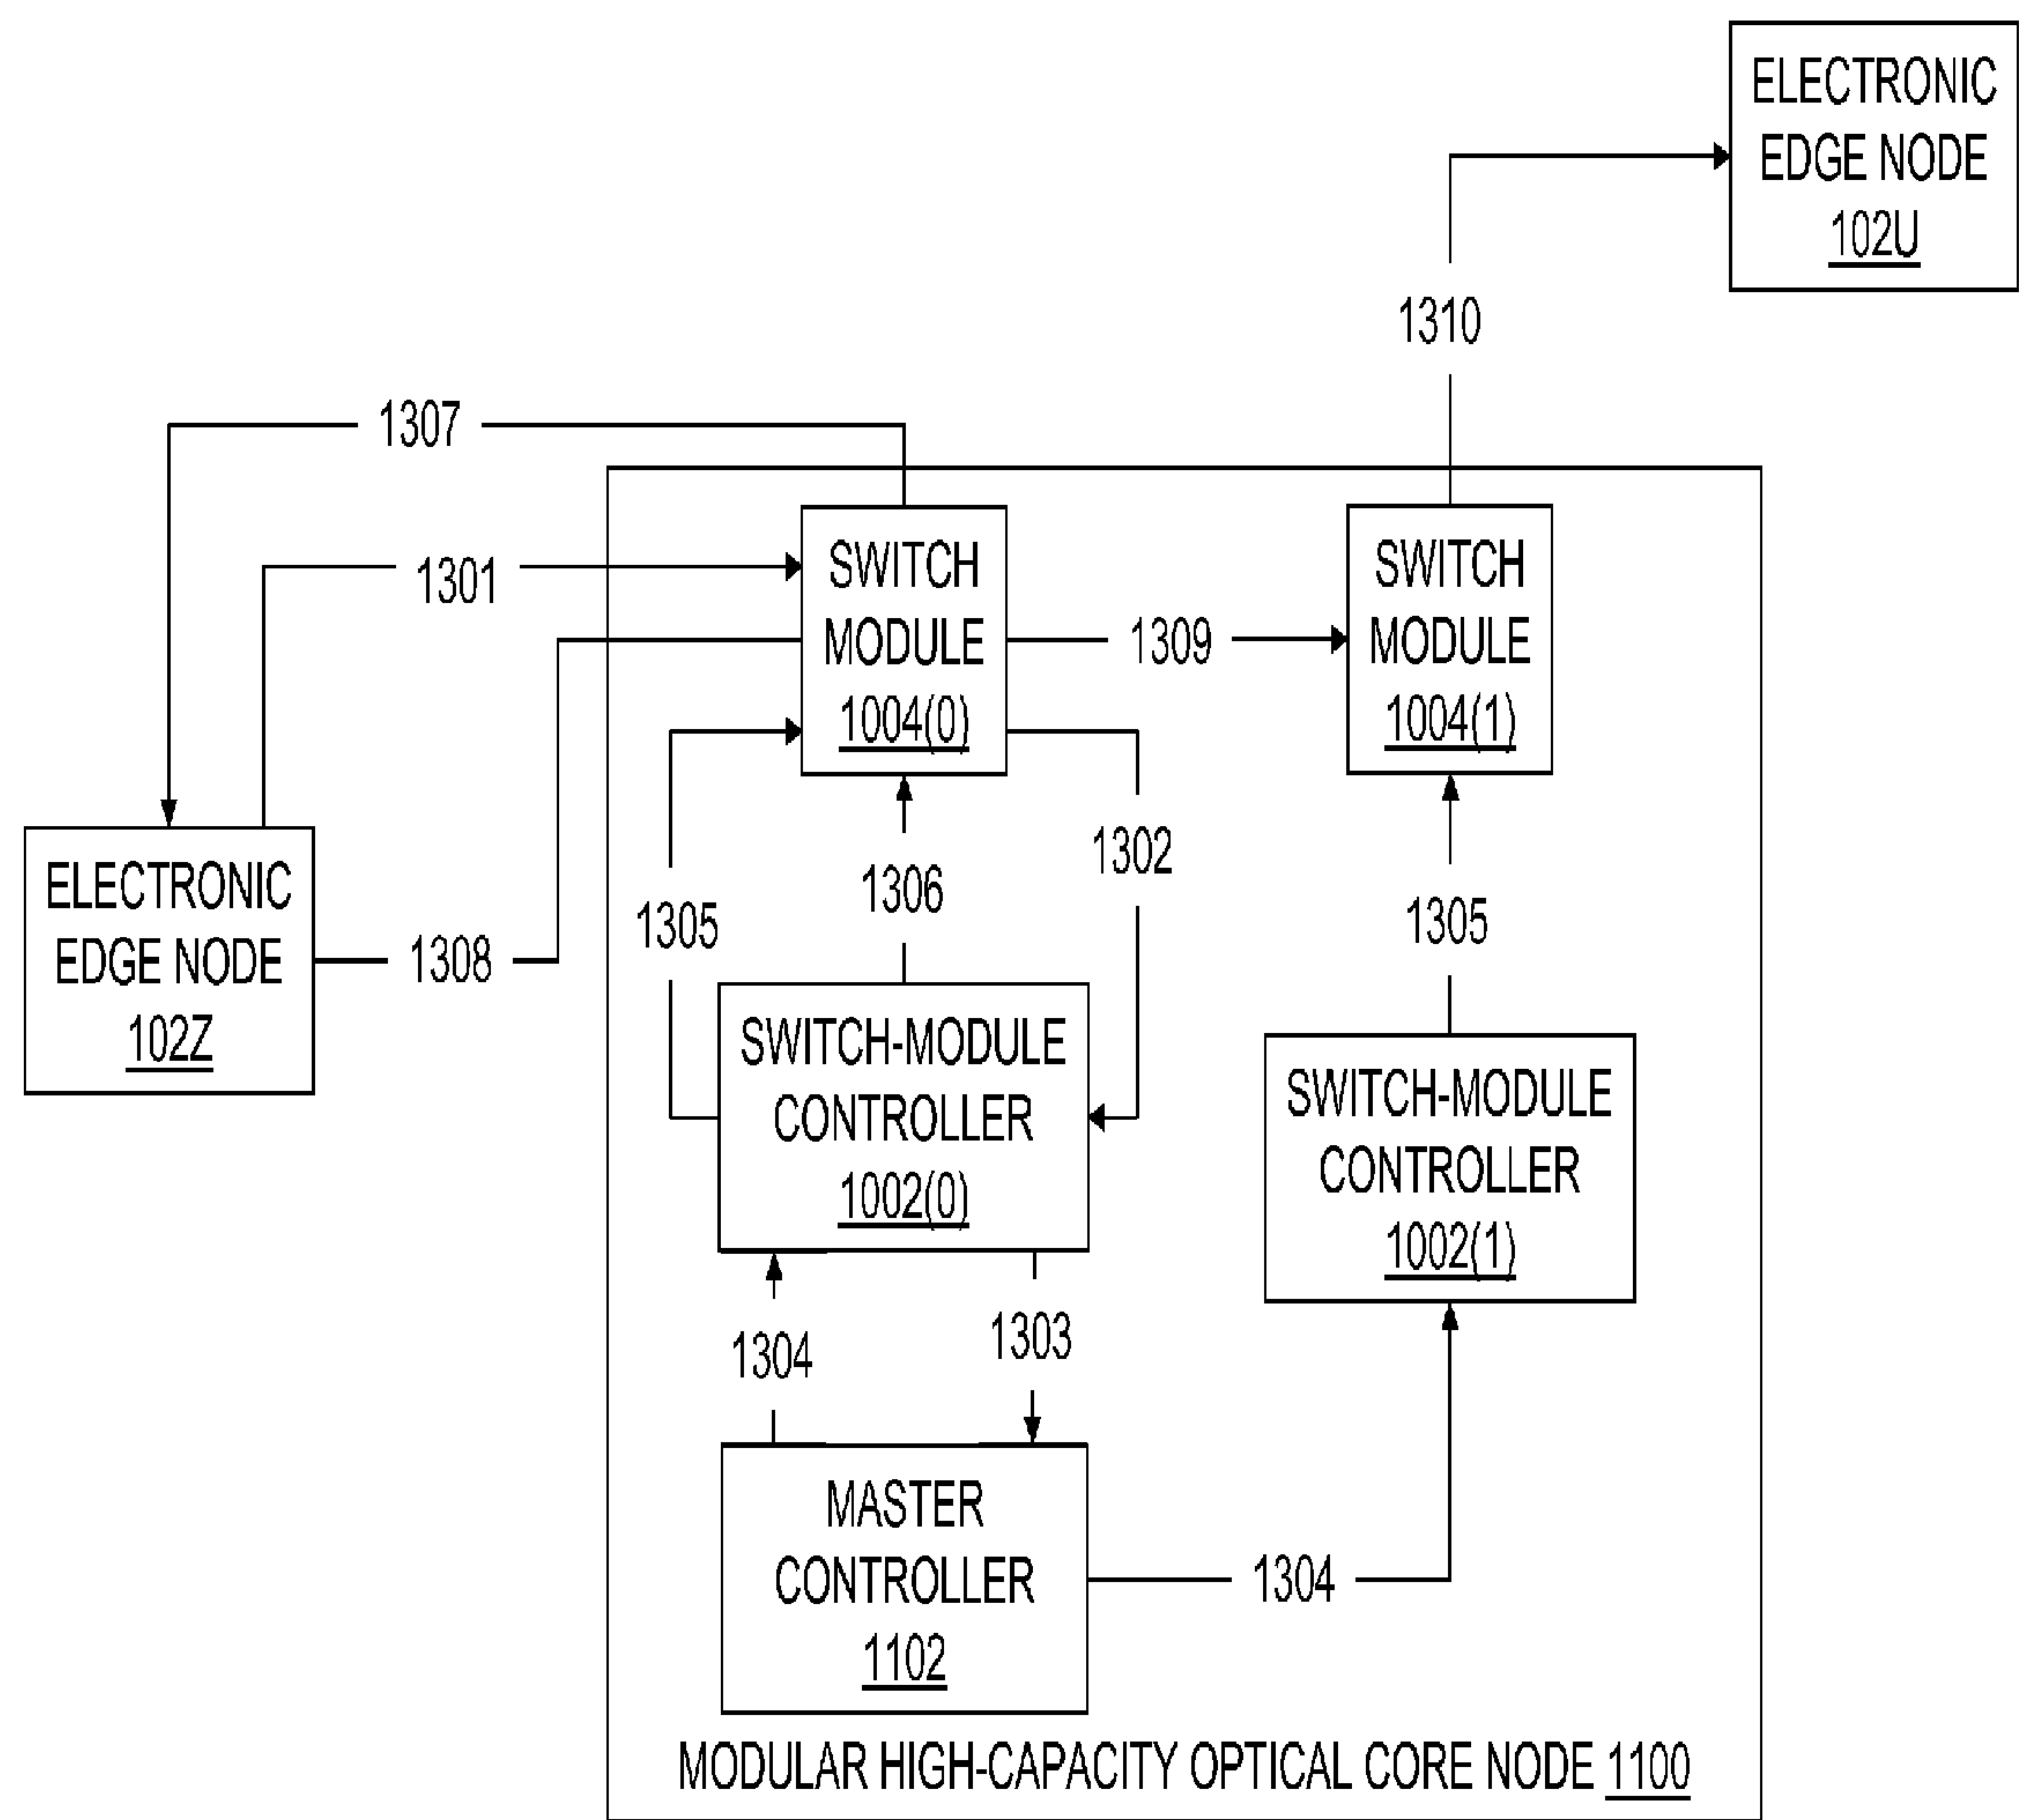 ELECTRONIC
EDGE NODE
102U
1310
1307
1301
SWITCH
MODULE
1004(0)
1309
SWITCH
MODULE
1004(1)
1302
1306
1305
1305
ELECTRONIC
EDGE NODE
102Z
1308
SWITCH-MODULE
CONTROLLER
1002(0)
SWITCH-MODULE
CONTROLLER
1002(1)
1304
1303
MASTER
CONTROLLER
1102
1304
MODULAR HIGH-CAPACITY OPTICAL CORE NODE 1100